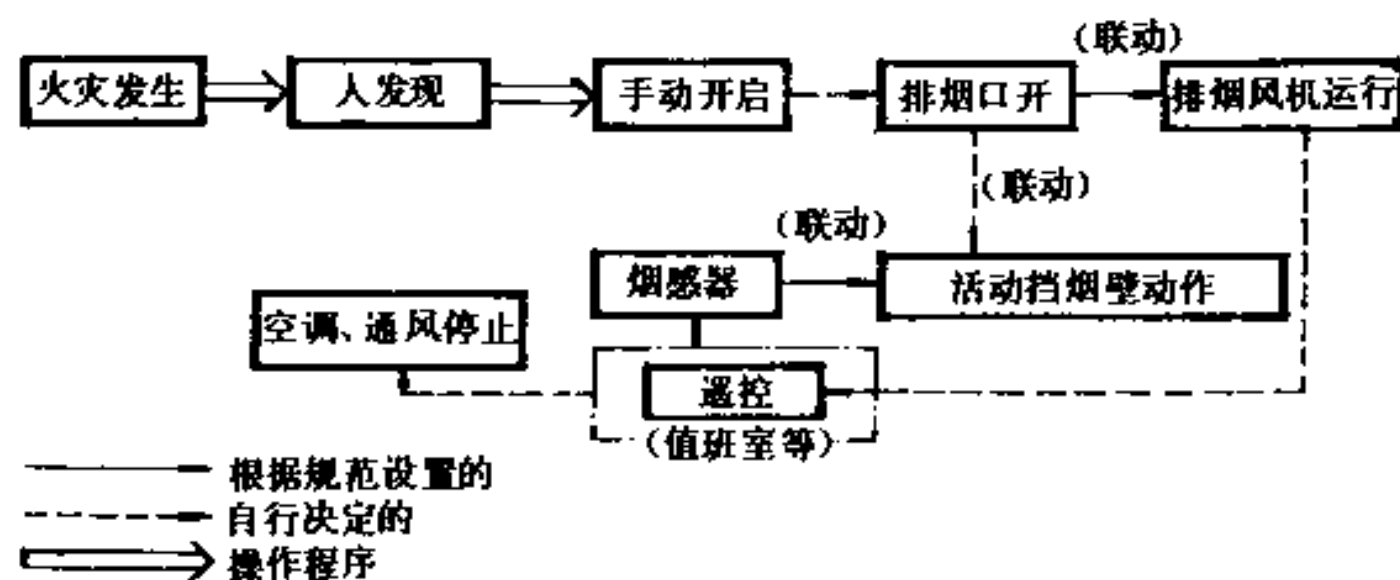 （联动）
火灾发生 人发现 手动开启 排烟口开 排烟风机运行
（联动）
（联动）
烟感器 活动挡烟壁动作
空调、通风停止
遥控
（值班室等）
根据规范设置的
自行决定的
操作程序